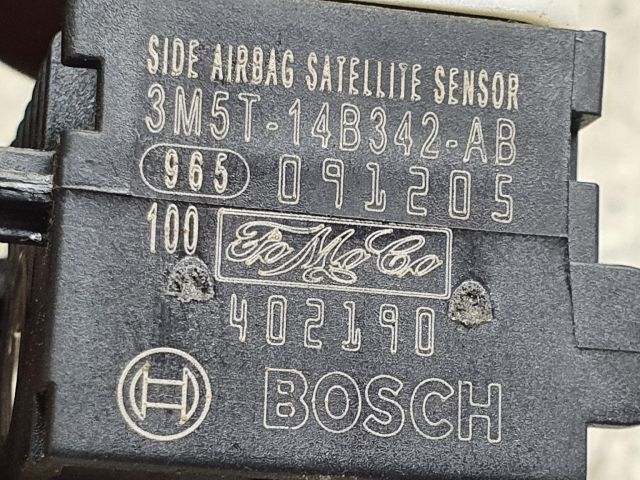 SIDE AIRBAG SATELLITE SENSOR
3M5T-14B342-AB
965 091205
100 FoMoCo
402190
BOSCH